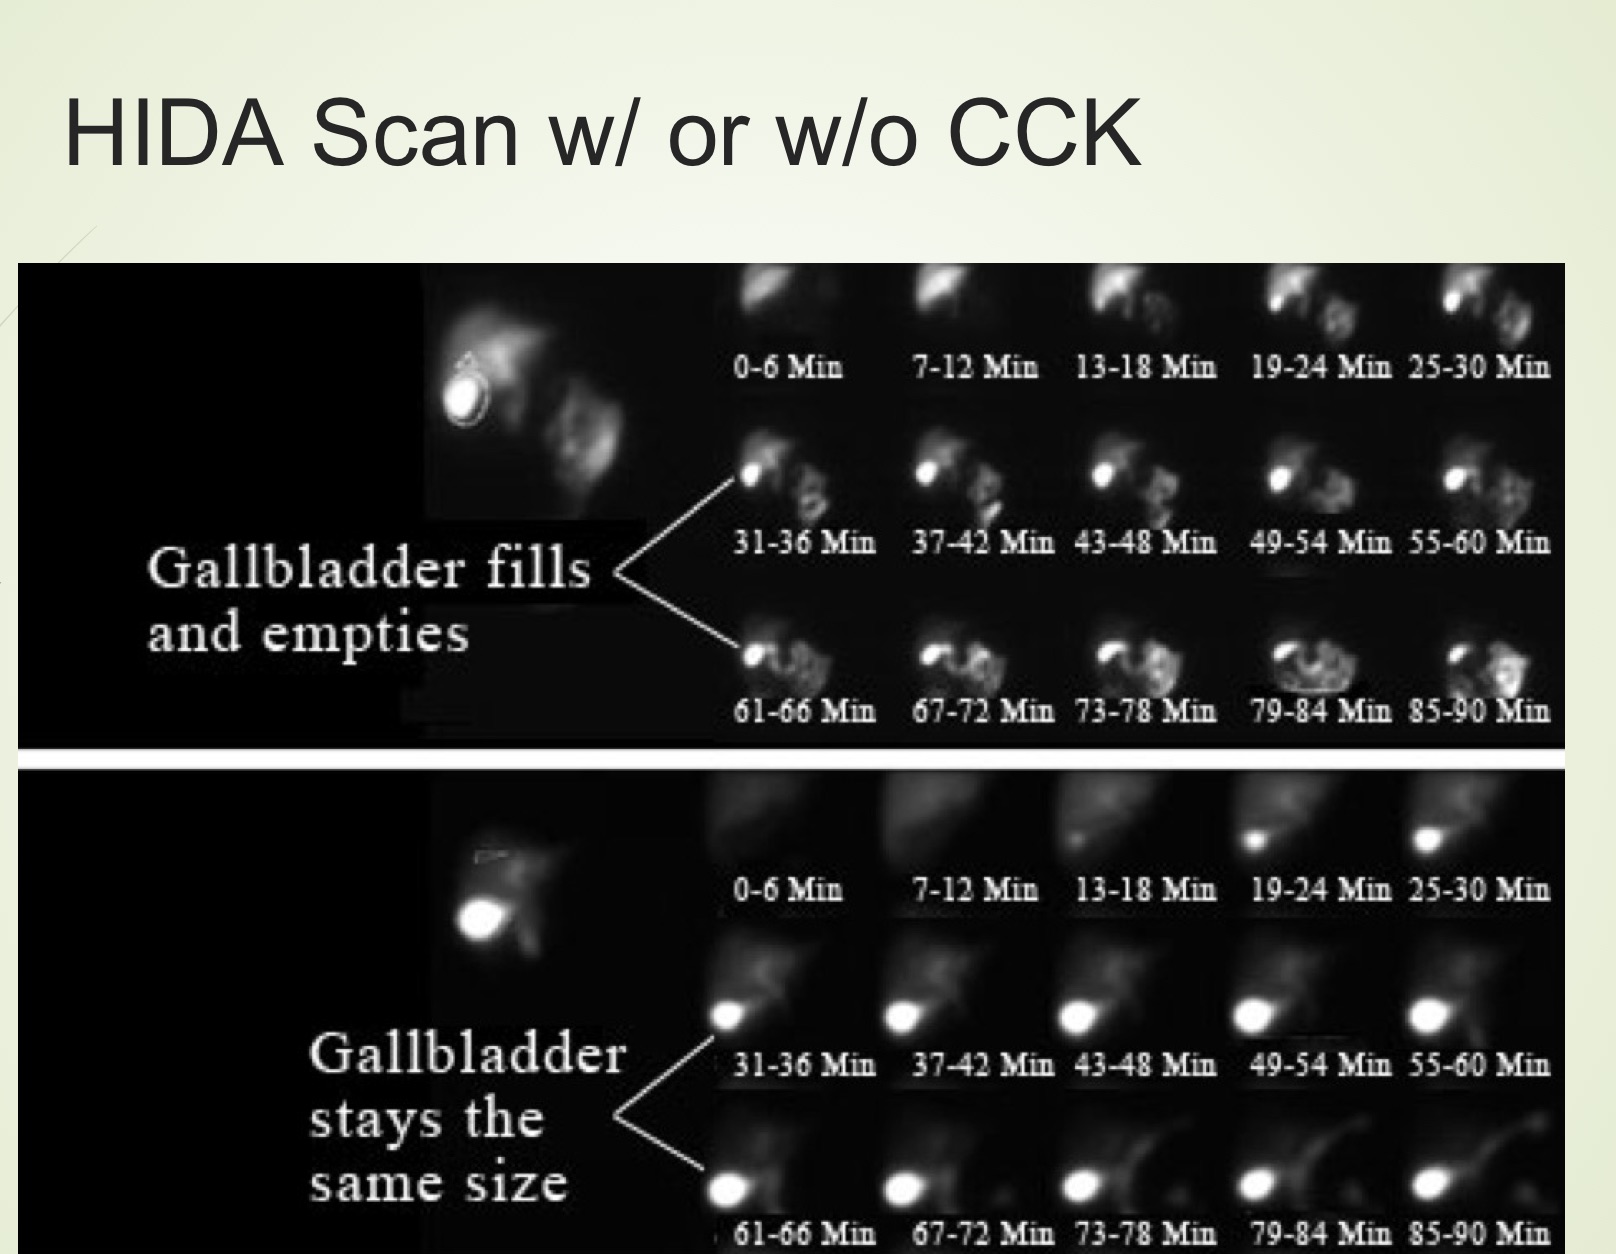 HIDA Scan w/ or w/o CCK
0-6 Min 7-12 Min 13-18 Min 19-24 Min 25-30 Min
31-36 Min 37-42 Min 43-48 Min 49-54 Min 55-60 Min
Gallbladder fills
and empties
61-66 Min 67-72 Min 73-78 Min 79-84 Min 85-90 Min
0-6 Min 7-12 Min 13-18 Min 19-24 Min 25-30 Min
Gallbladder
stays the
same size
31-36 Min 37-42 Min 43-48 Min 49-54 Min 55-60 Min
61-66 Min 67-72 Min 73-78 Min 79-84 Min 85-90 Min